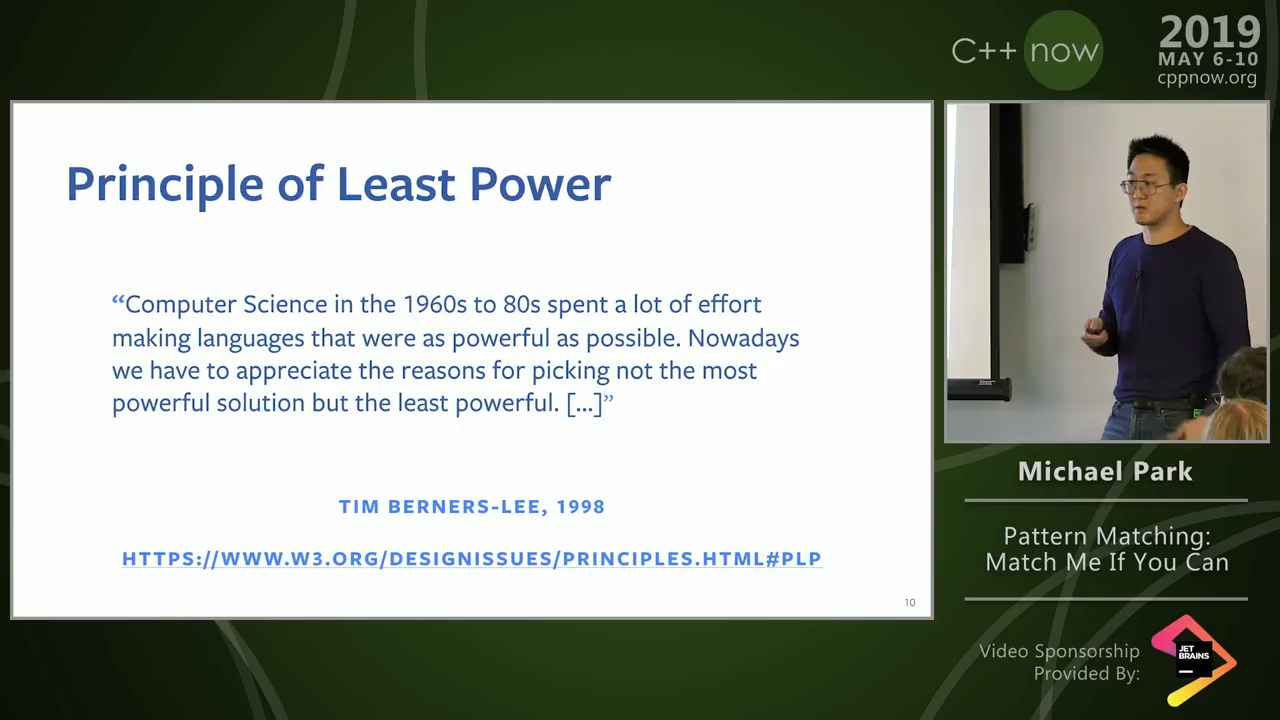 C++ now
2019
MAY 6-10
cppnow.org
Principle of Least Power
“Computer Science in the 1960s to 80s spent a lot of effort
making languages that were as powerful as possible. Nowadays
we have to appreciate the reasons for picking not the most
powerful solution but the least powerful. [...]”
TIM BERNERS-LEE, 1998
HTTPS://WWW.W3.ORG/DESIGNISSUES/PRINCIPLES.HTML#PLP
10
Michael Park
Pattern Matching:
Match Me If You Can
Video Sponsorship
Provided By:
JET
BRAINS